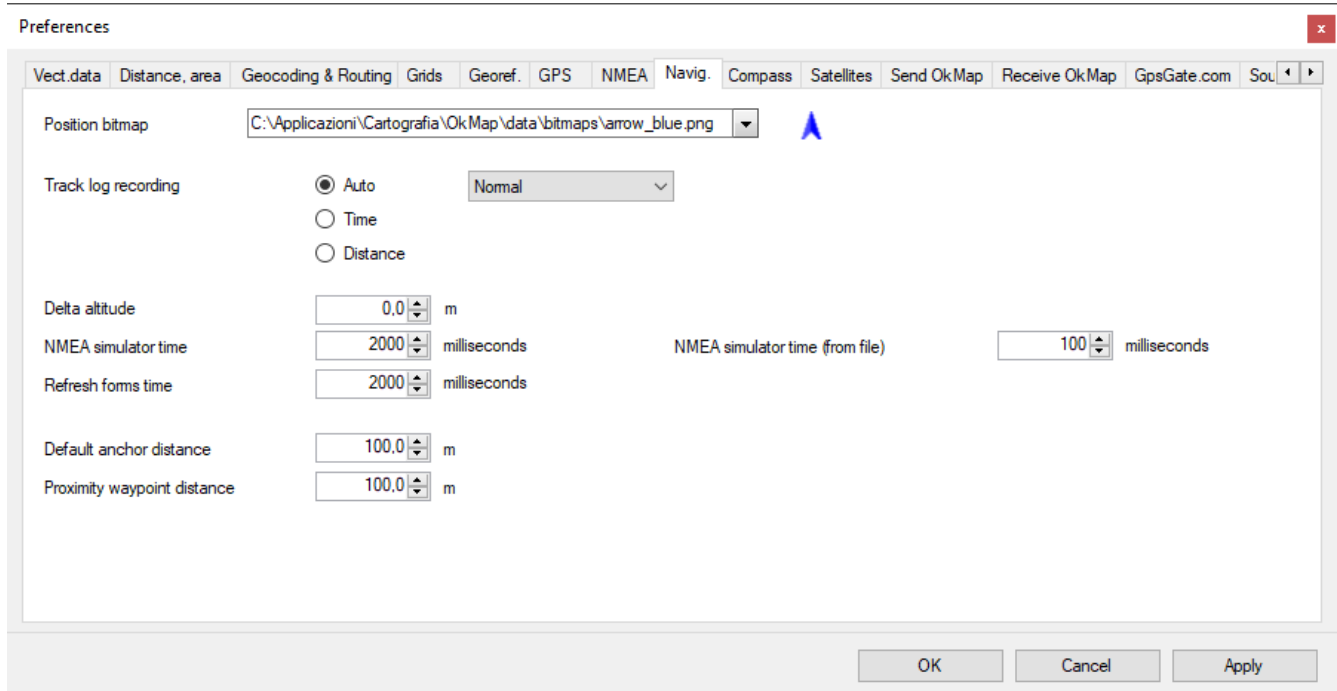 Preferences
x
Vect.data Distance, area Geocoding & Routing Grids Georef. GPS NMEA Navig. Compass Satellites Send OkMap Receive OkMap GpsGate.com Sou
Position bitmap C:\Applicazioni\Cartografia\OkMap\data\bitmaps\arrow_blue.png
Track log recording Auto Normal
Time
Distance
Delta altitude 0,0 m
NMEA simulator time 2000 milliseconds NMEA simulator time (from file) 100 milliseconds
Refresh forms time 2000 milliseconds
Default anchor distance 100,0 m
Proximity waypoint distance 100,0 m
OK Cancel Apply